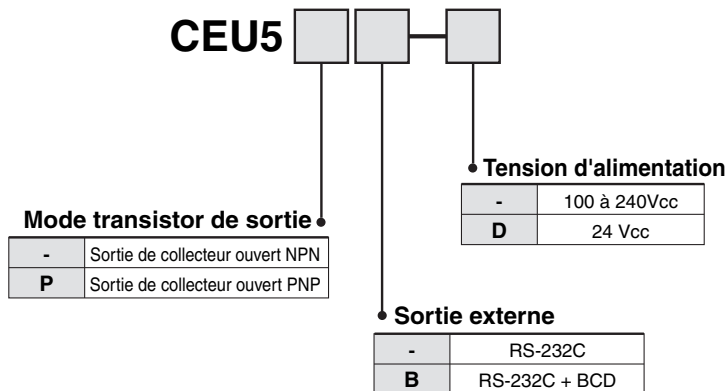 CEU5 -
Tension d'alimentation
- 100 à 240Vcc
D 24 Vcc
Mode transistor de sortie
- Sortie de collecteur ouvert NPN
P Sortie de collecteur ouvert PNP
Sortie externe
- RS-232C
B RS-232C + BCD